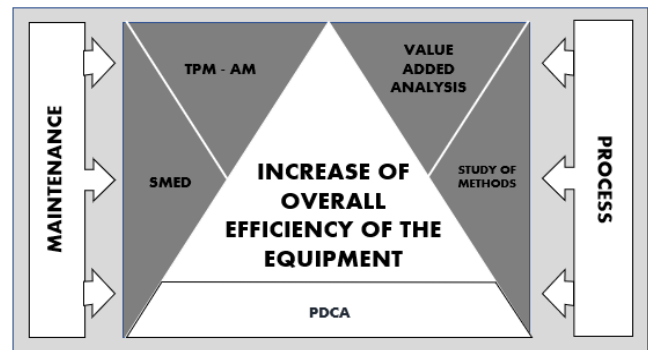 MAINTENANCE
TPM - AM
SMED
VALUE
ADDED
ANALYSIS
STUDY OF
METHODS
INCREASE OF
OVERALL
EFFICIENCY OF THE
EQUIPMENT
PDCA
PROCESS